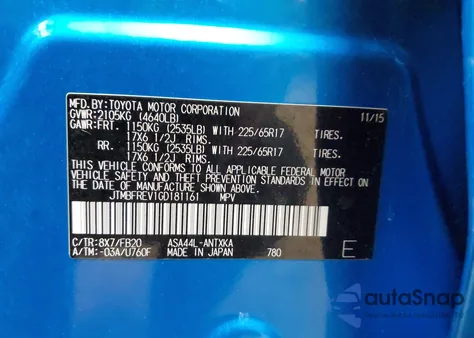 MFD.BY:TOYOTA MOTOR CORPORATION 11/15
GVWR:2105KG (4640LB)
GAWR:FRT. 1150KG (2535LB) WITH 225/65R17 TIRES.
17X6 1/2J RIMS.
RR. 1150KG (2535LB) WITH 225/65R17 TIRES.
17X6 1/2J RIMS.
THIS VEHICLE CONFORMS TO ALL APPLICABLE FEDERAL MOTOR
VEHICLE SAFETY AND THEFT PREVENTION STANDARDS IN EFFECT
ON THE DATE OF MANUFACTURE SHOWN ABOVE.
JTMBFREV1GD181161 MPV
C/TR:8X7/FB20 ASA44L-ANTXKA E
A/TM:-03A/U760F MADE IN JAPAN 780
autoSnap